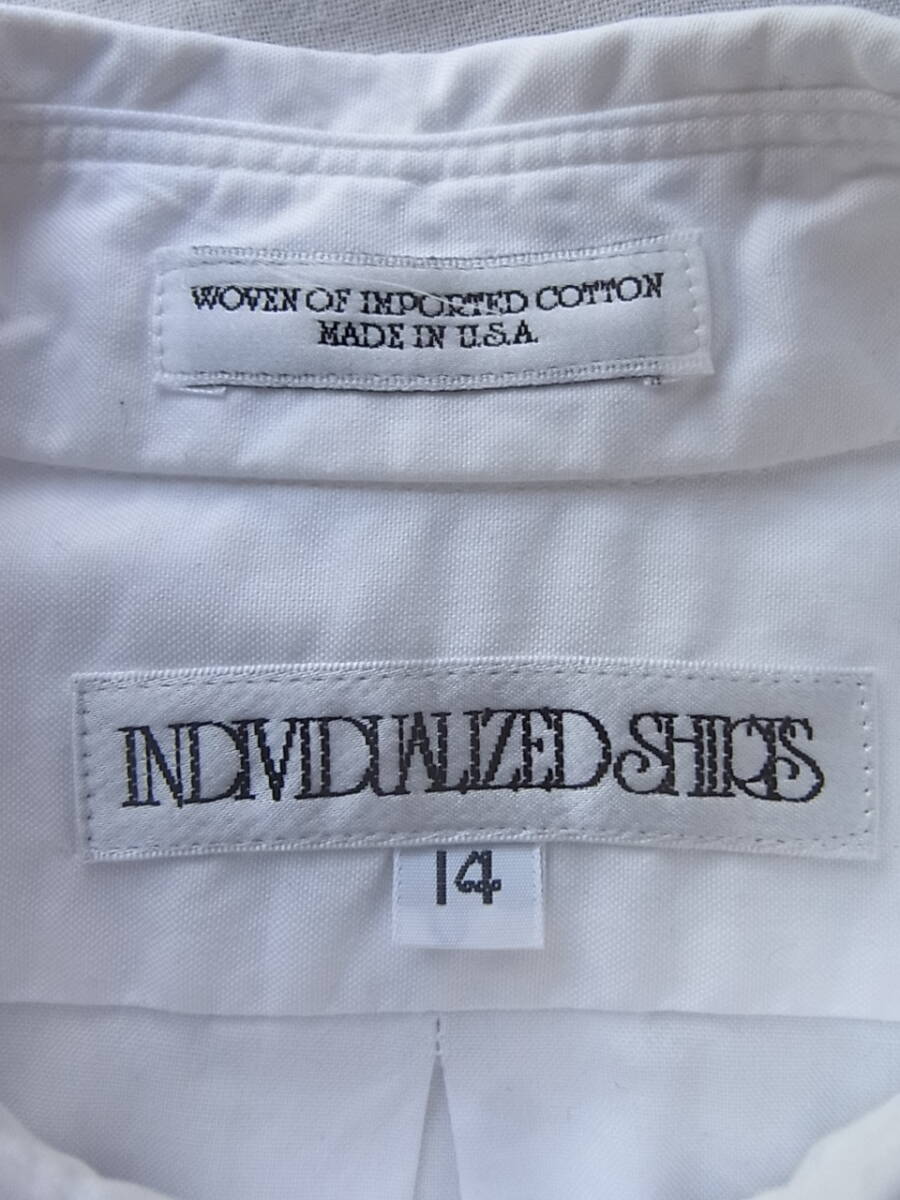 WOVEN OF IMPORTED COTTON
MADE IN U.S.A.
INDIVIDUALIZED SHIRTS
14